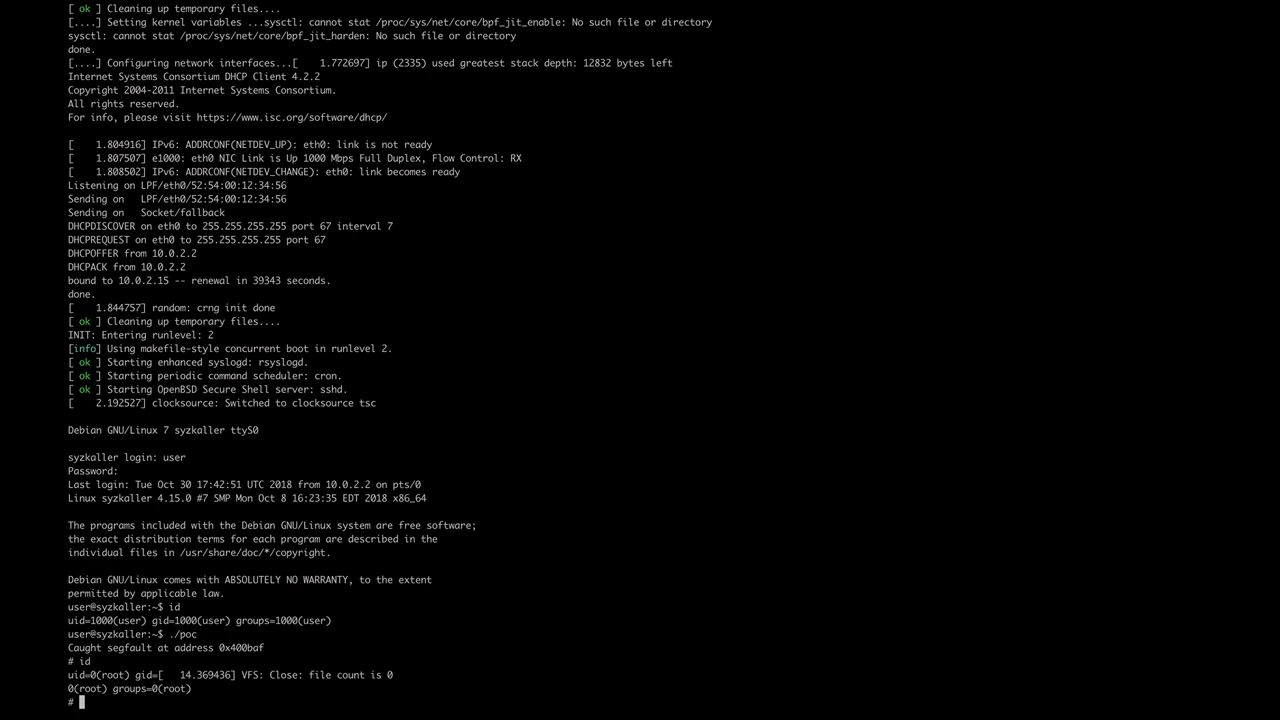 [ ok ] Cleaning up temporary files....
[....] Setting kernel variables ...sysctl: cannot stat /proc/sys/net/core/bpf_jit_enable: No such file or directory
sysctl: cannot stat /proc/sys/net/core/bpf_jit_harden: No such file or directory
done.
[....] Configuring network interfaces...[    1.772697] ip (2335) used greatest stack depth: 12832 bytes left
Internet Systems Consortium DHCP Client 4.2.2
Copyright 2004-2011 Internet Systems Consortium.
All rights reserved.
For info, please visit https://www.isc.org/software/dhcp/

[    1.804916] IPv6: ADDRCONF(NETDEV_UP): eth0: link is not ready
[    1.807507] e1000: eth0 NIC Link is Up 1000 Mbps Full Duplex, Flow Control: RX
[    1.808502] IPv6: ADDRCONF(NETDEV_CHANGE): eth0: link becomes ready
Listening on LPF/eth0/52:54:00:12:34:56
Sending on   LPF/eth0/52:54:00:12:34:56
Sending on   Socket/fallback
DHCPDISCOVER on eth0 to 255.255.255.255 port 67 interval 7
DHCPREQUEST on eth0 to 255.255.255.255 port 67
DHCPOFFER from 10.0.2.2
DHCPACK from 10.0.2.2
bound to 10.0.2.15 -- renewal in 39343 seconds.
done.
[    1.844757] random: crng init done
[ ok ] Cleaning up temporary files....
INIT: Entering runlevel: 2
[info] Using makefile-style concurrent boot in runlevel 2.
[ ok ] Starting enhanced syslogd: rsyslogd.
[ ok ] Starting periodic command scheduler: cron.
[ ok ] Starting OpenBSD Secure Shell server: sshd.
[    2.192527] clocksource: Switched to clocksource tsc

Debian GNU/Linux 7 syzkaller ttyS0

syzkaller login: user
Password:
Last login: Tue Oct 30 17:42:51 UTC 2018 from 10.0.2.2 on pts/0
Linux syzkaller 4.15.0 #7 SMP Mon Oct 8 16:23:35 EDT 2018 x86_64

The programs included with the Debian GNU/Linux system are free software;
the exact distribution terms for each program are described in the
individual files in /usr/share/doc/*/copyright.

Debian GNU/Linux comes with ABSOLUTELY NO WARRANTY, to the extent
permitted by applicable law.
user@syzkaller:~$ id
uid=1000(user) gid=1000(user) groups=1000(user)
user@syzkaller:~$ ./poc
Caught segfault at address 0x400baf
# id
uid=0(root) gid=[   14.369436] VFS: Close: file count is 0
0(root) groups=0(root)
#